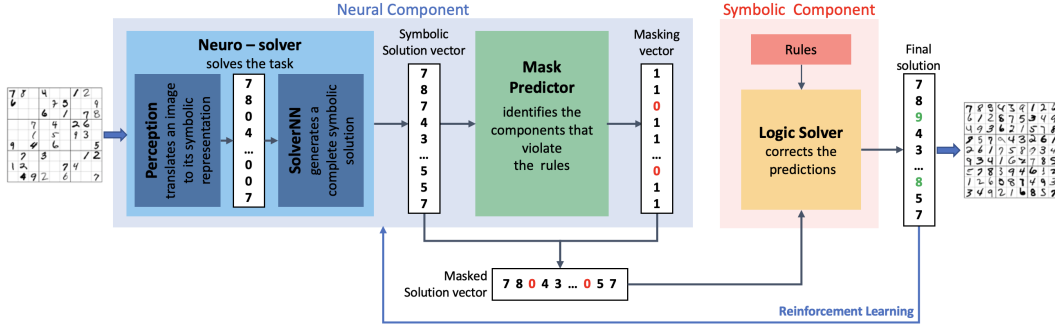 Neural Component
Symbolic Component
Neuro – solver
solves the task
Perception
translates an image
to its symbolic
representation
7
8
0
4
...
0
0
7
SolverNN
generates a
complete symbolic
solution
Symbolic
Solution vector
7
8
7
4
3
...
5
5
7
Mask
Predictor
identifies the
components that
violate
the rules
Masking
vector
1
1
0
1
1
...
0
1
1
Rules
Logic Solver
corrects the
predictions
Final
solution
7
8
9
4
3
...
8
5
7
Masked
Solution vector
7 8 0 4 3 ... 0 5 7
Reinforcement Learning